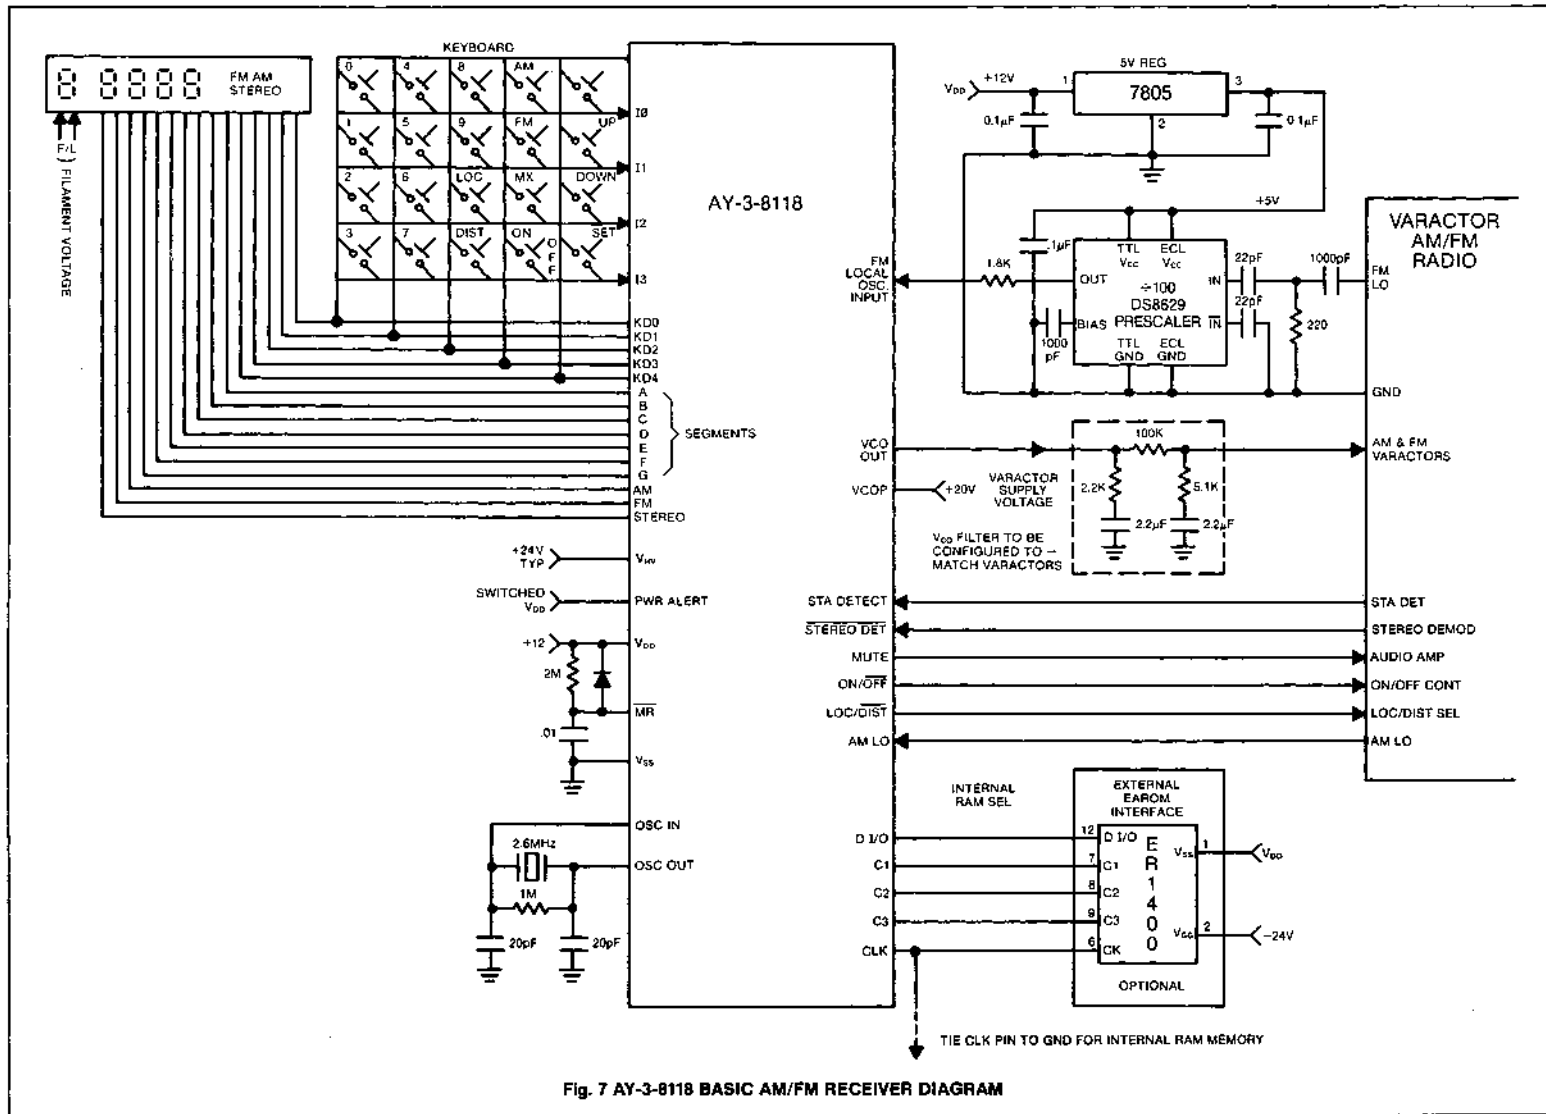 KEYBOARD
FM AM
STEREO
F/L
FILAMENT VOLTAGE
0 4 8 AM
UP
1 5 9 FM
DOWN
2 6 LOC MX
SET
3 7 DIST ON
OFF
I0
I1
I2
I3
KD0
KD1
KD2
KD3
KD4
A
B
C
D
E
F
G
SEGMENTS
AM
FM
STEREO
+24V
TYP
VHV
SWITCHED
VDD
PWR ALERT
+12
VDD
2M
MR
.01
VSS
OSC IN
2.6MHz
OSC OUT
1M
20pF
20pF
AY-3-8118
FM
LOCAL
OSC.
INPUT
VCO
OUT
VCOP
STA DETECT
STEREO DET
MUTE
ON/OFF
LOC/DIST
AM LO
D I/O
C1
C2
C3
CLK
5V REG
VDD
+12V
1
7805
3
2
0.1µF
0.1µF
+5V
.1µF
1.8K
TTL
VCC
ECL
VCC
OUT
IN
÷100
DS8629
PRESCALER
IN
BIAS
TTL
GND
ECL
GND
1000
pF
22pF
22pF
1000pF
220
VARACTOR
AM/FM
RADIO
FM
LO
GND
AM & FM
VARACTORS
100K
2.2K
5.1K
2.2µF
2.2µF
+20V
VARACTOR
SUPPLY
VOLTAGE
VCO FILTER TO BE
CONFIGURED TO
MATCH VARACTORS
STA DET
STEREO DEMOD
AUDIO AMP
ON/OFF CONT
LOC/DIST SEL
AM LO
INTERNAL
RAM SEL
EXTERNAL
EAROM
INTERFACE
12
7
8
9
6
D I/O
C1
C2
C3
CK
ER1400
VSS
1
VDD
VGG
2
−24V
OPTIONAL
TIE CLK PIN TO GND FOR INTERNAL RAM MEMORY
Fig. 7 AY-3-8118 BASIC AM/FM RECEIVER DIAGRAM